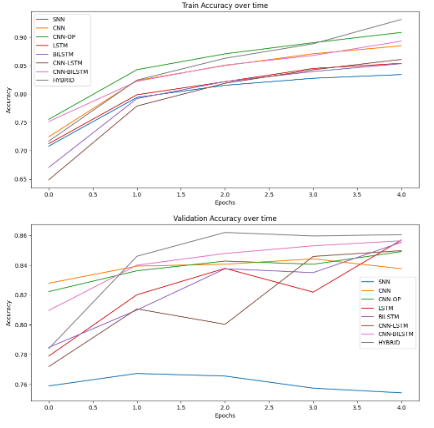 Train Accuracy over time
SNN
CNN
CNN-OP
LSTM
BILSTM
CNN-LSTM
CNN-BILSTM
HYBRID
0.90
0.85
0.80
0.75
0.70
0.65
Accuracy
0.0 0.5 1.0 1.5 2.0 2.5 3.0 3.5 4.0
Epochs
Validation Accuracy over time
0.86
0.84
0.82
0.80
0.78
0.76
Accuracy
SNN
CNN
CNN-OP
LSTM
BILSTM
CNN-LSTM
CNN-BILSTM
HYBRID
0.0 0.5 1.0 1.5 2.0 2.5 3.0 3.5 4.0
Epochs